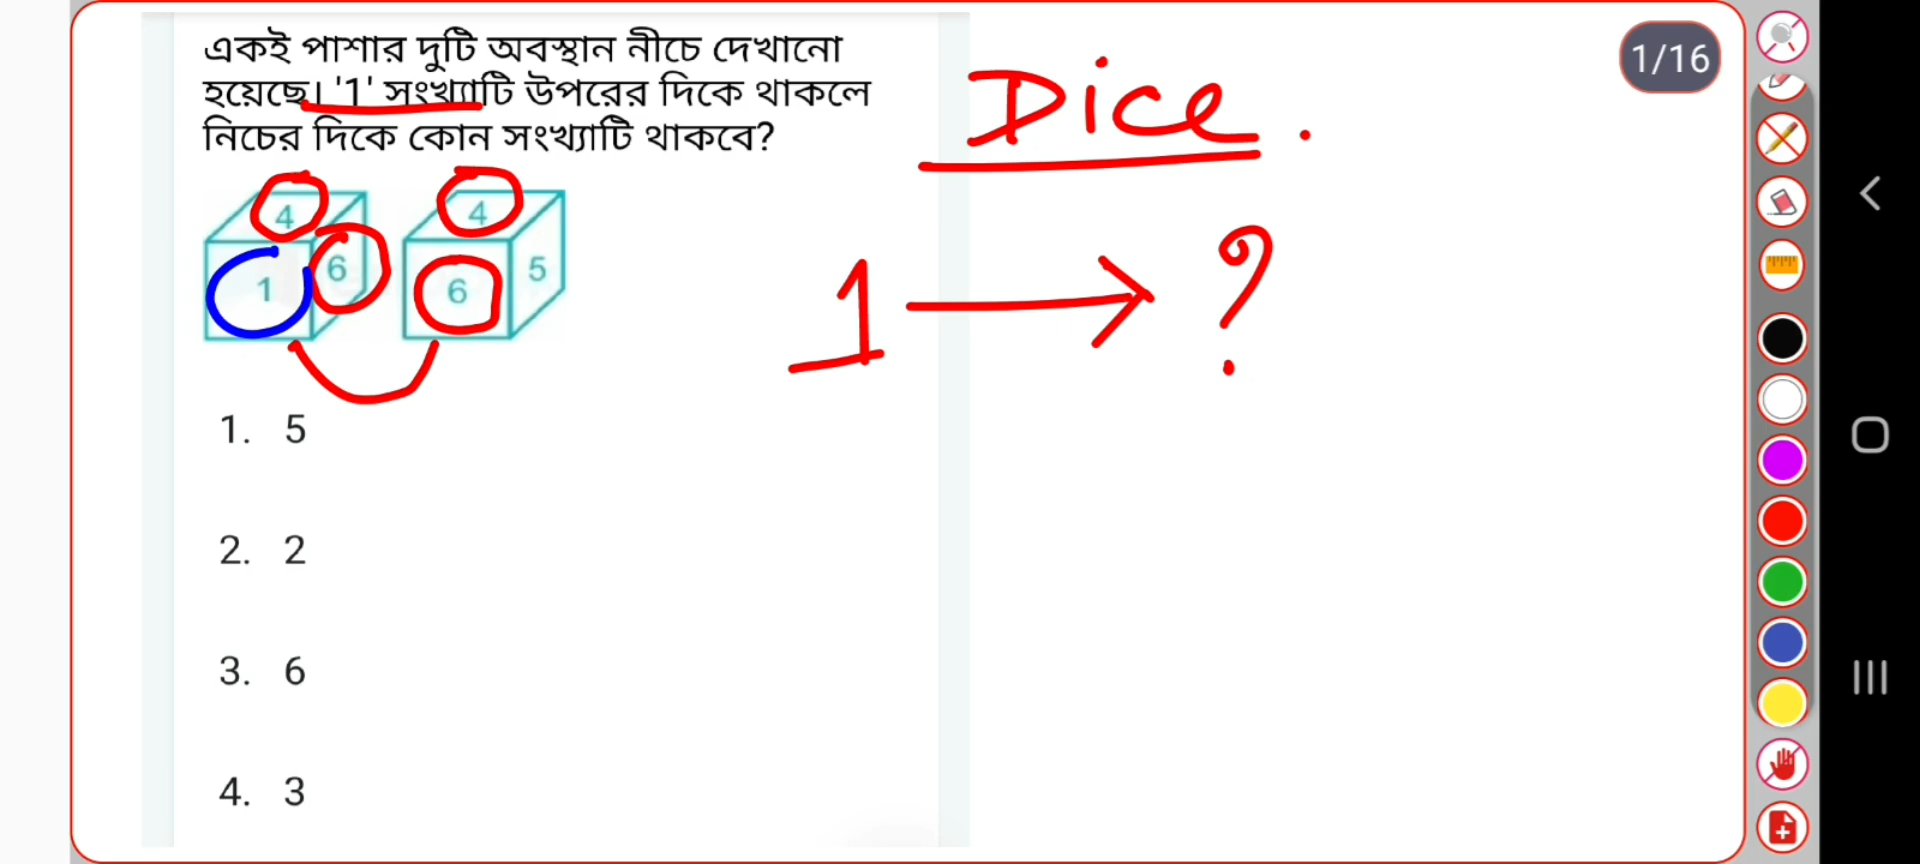 একই পাশার দুটি অবস্থান নীচে দেখানো
হয়েছে। '1' সংখ্যাটি উপরের দিকে থাকলে
নিচের দিকে কোন সংখ্যাটি থাকবে?
Dice.
1/16
4
1
6
4
6
5
1 → ?
1. 5
2. 2
3. 6
4. 3